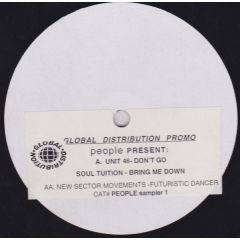 GLOBAL DISTRIBUTION PROMO
GLOBAL DISTRIBUTION
people PRESENT:
A. UNIT 46- DON'T GO
SOUL TUITION - BRING ME DOWN
AA. NEW SECTOR MOVEMENTS -FUTURISTIC DANCER
CAT# PEOPLE sampler 1